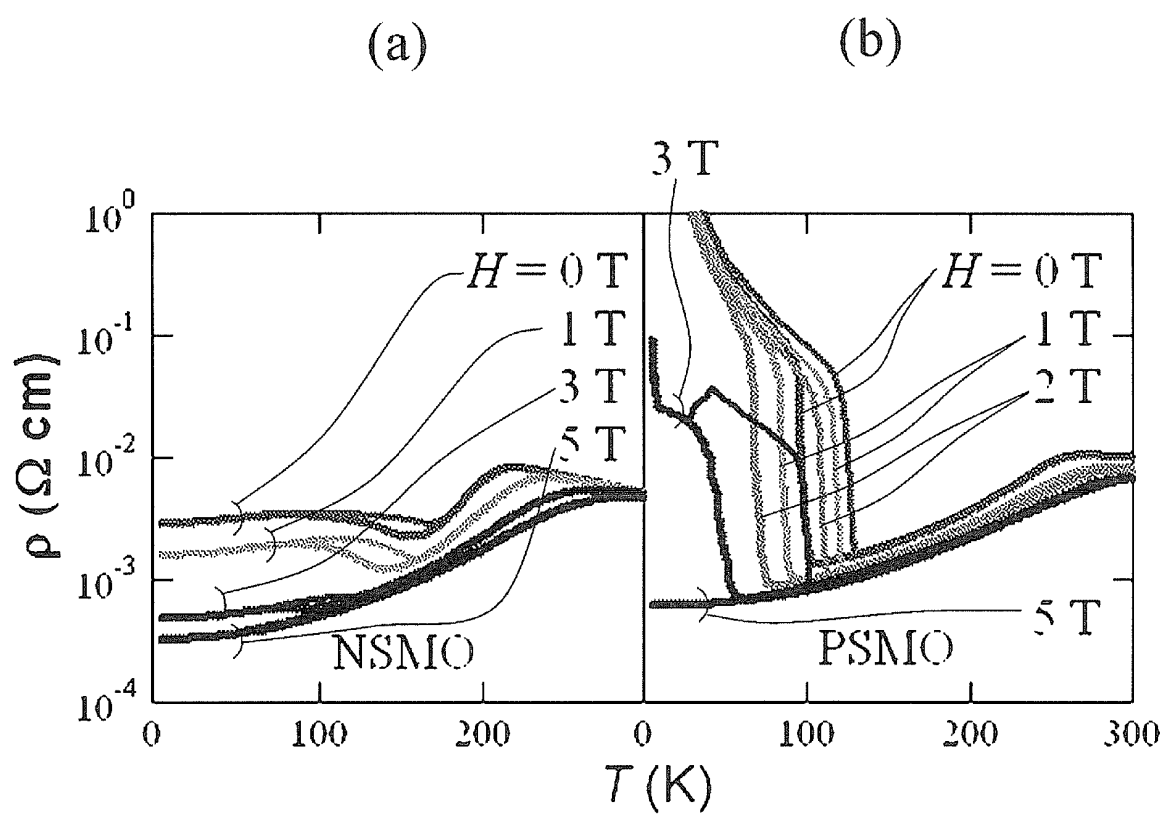 (a) (b)
3 T
10⁰
H = 0 T H = 0 T
10⁻¹
1 T 1 T
3 T 2 T
5 T
10⁻²
ρ (Ω cm)
10⁻³
5 T
NSMO PSMO
10⁻⁴
0 100 200 0 100 200 300
T (K)